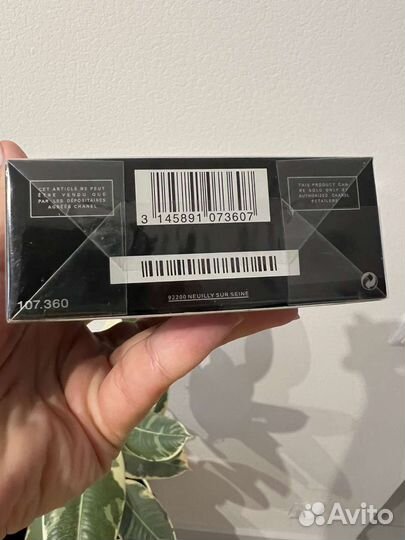 CET ARTICLE NE PEUT
ÊTRE VENDU QUE
PAR LES DÉPOSITAIRES
AGRÉÉS CHANEL
THIS PRODUCT CAN
BE SOLD ONLY BY
AUTHORIZED CHANEL
RETAILERS
3 145891 073607
92200 NEUILLY SUR SEINE
107.360
Avito